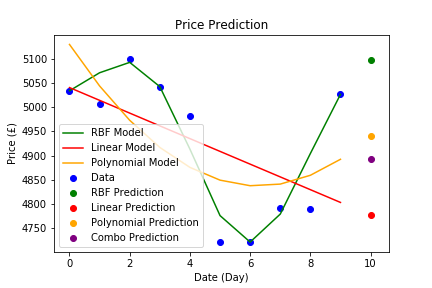 Price Prediction
Price (£)
5100
5050
5000
4950
4900
4850
4800
4750
RBF Model
Linear Model
Polynomial Model
Data
RBF Prediction
Linear Prediction
Polynomial Prediction
Combo Prediction
0 2 4 6 8 10
Date (Day)